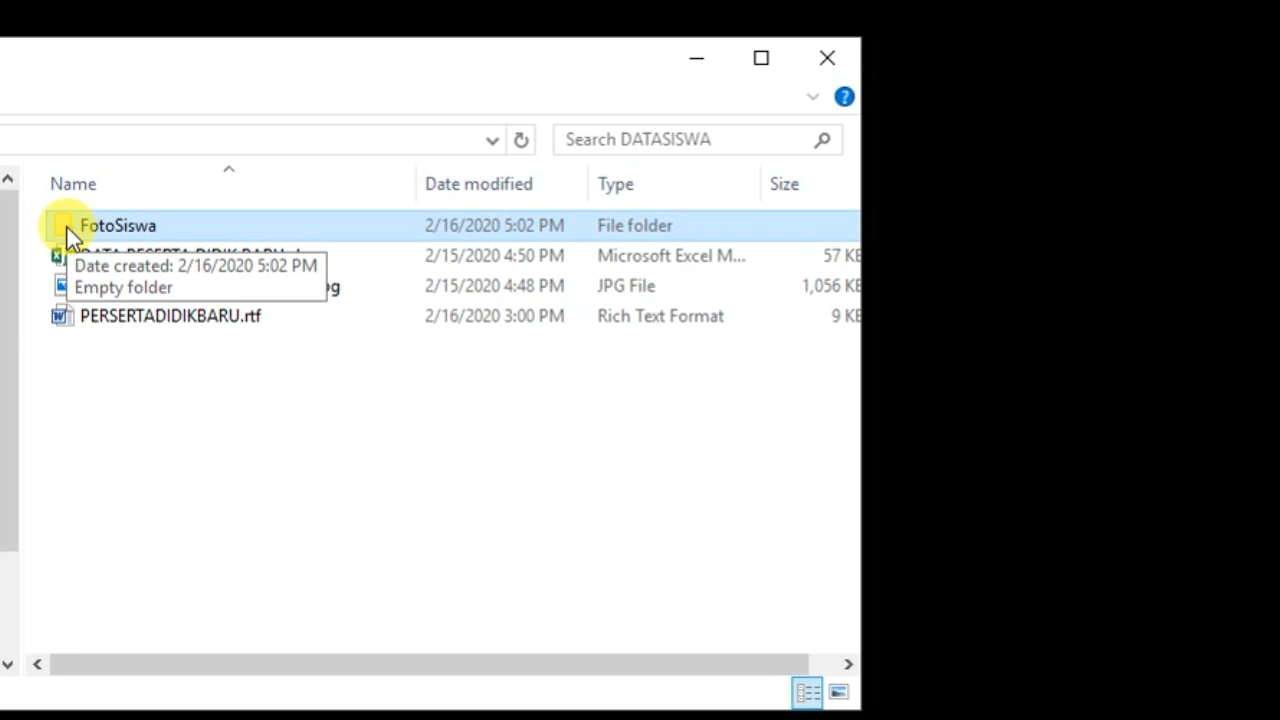 Search DATASISWA
Name Date modified Type Size
FotoSiswa 2/16/2020 5:02 PM File folder
2/15/2020 4:50 PM Microsoft Excel M... 57 KB
Date created: 2/16/2020 5:02 PM
Empty folder
2/15/2020 4:48 PM JPG File 1,056 KB
PERSERTADIDIKBARU.rtf 2/16/2020 3:00 PM Rich Text Format 9 KB